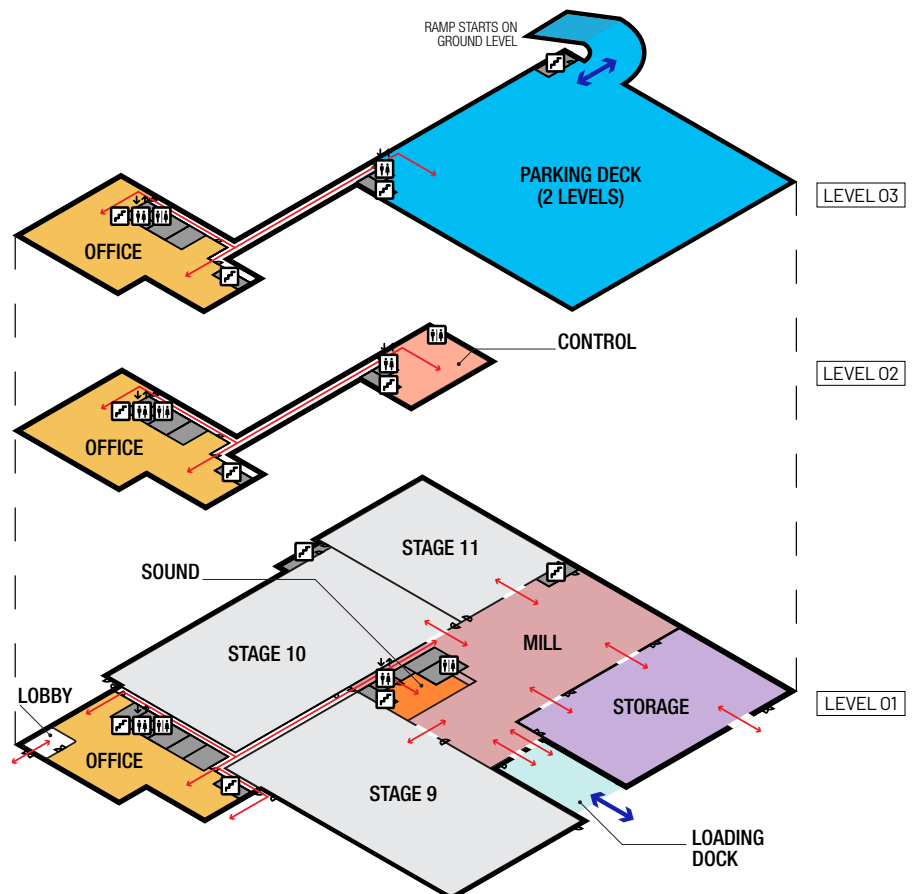 RAMP STARTS ON
GROUND LEVEL
PARKING DECK
(2 LEVELS)
LEVEL 03
OFFICE
CONTROL
LEVEL 02
OFFICE
STAGE 11
SOUND
MILL
STAGE 10
LOBBY
STORAGE
LEVEL 01
OFFICE
STAGE 9
LOADING
DOCK